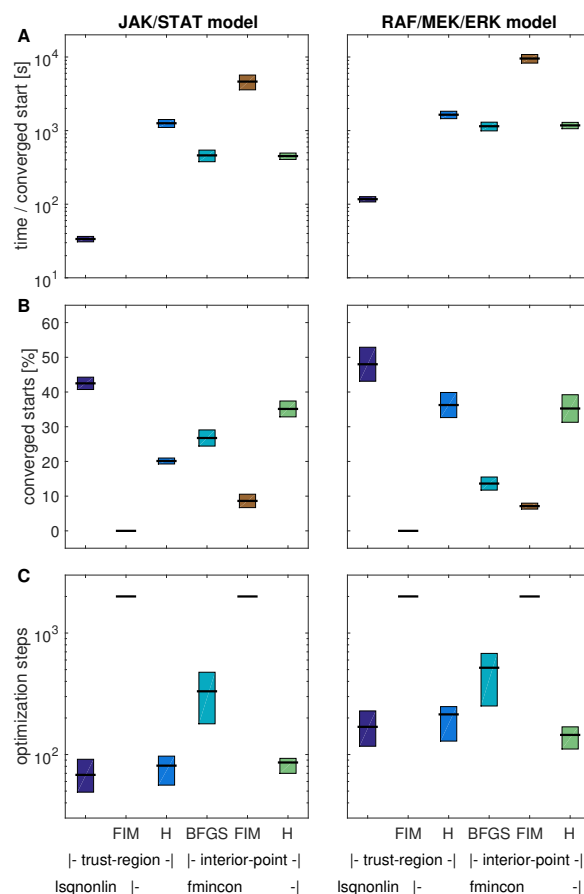 JAK/STAT model
RAF/MEK/ERK model
A
time / converged start [s]
10^4
10^3
10^2
10^1
B
converged starts [%]
60
50
40
30
20
10
0
C
optimization steps
10^3
10^2
FIM H BFGS FIM H
FIM H BFGS FIM H
|- trust-region -| |- interior-point -|
|- trust-region -| |- interior-point -|
lsqnonlin |- fmincon -|
lsqnonlin |- fmincon -|